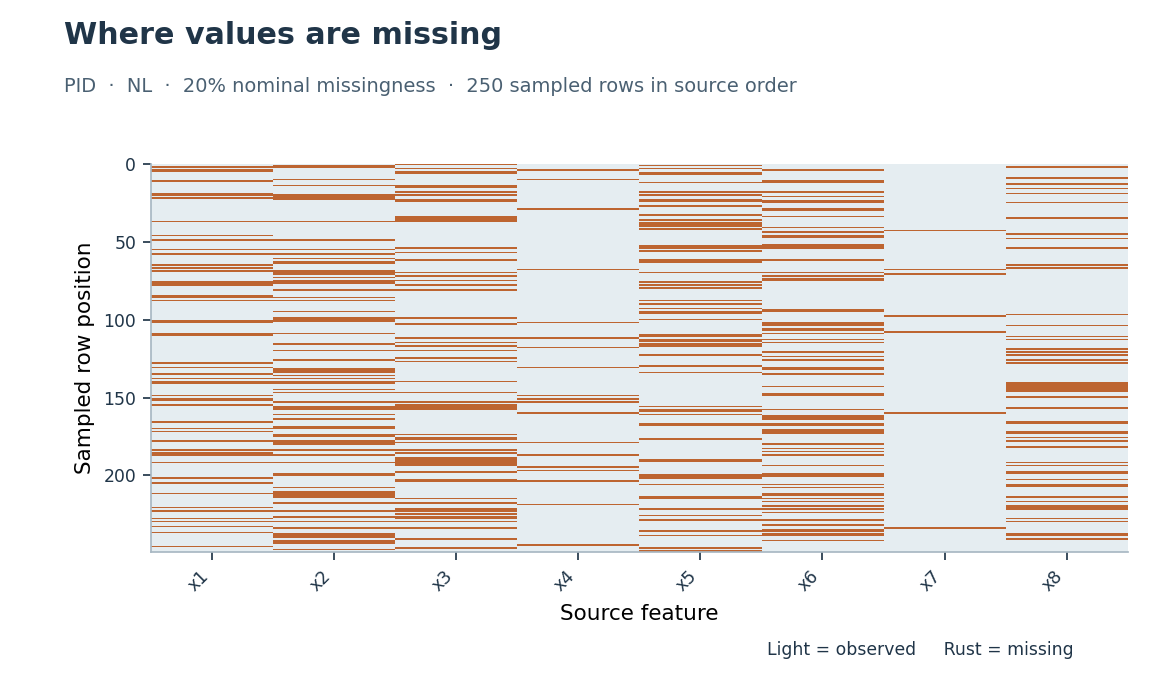 Where values are missing
PID · NL · 20% nominal missingness · 250 sampled rows in source order
0
50
100
150
200
Sampled row position
x1 x2 x3 x4 x5 x6 x7 x8
Source feature
Light = observed Rust = missing